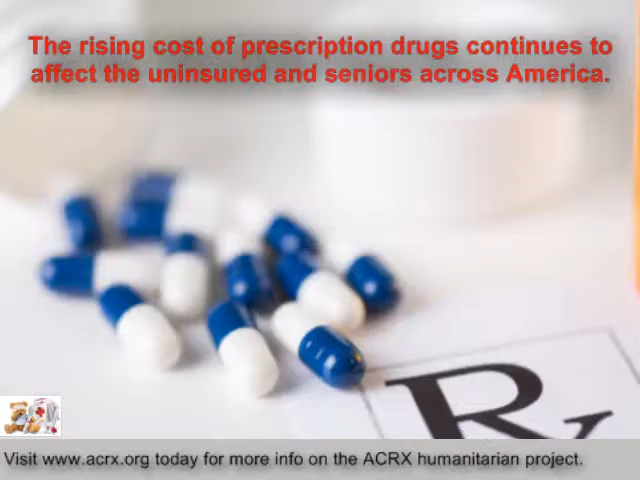 The rising cost of prescription drugs continues to
affect the uninsured and seniors across America.
R
Visit www.acrx.org today for more info on the ACRX humanitarian project.